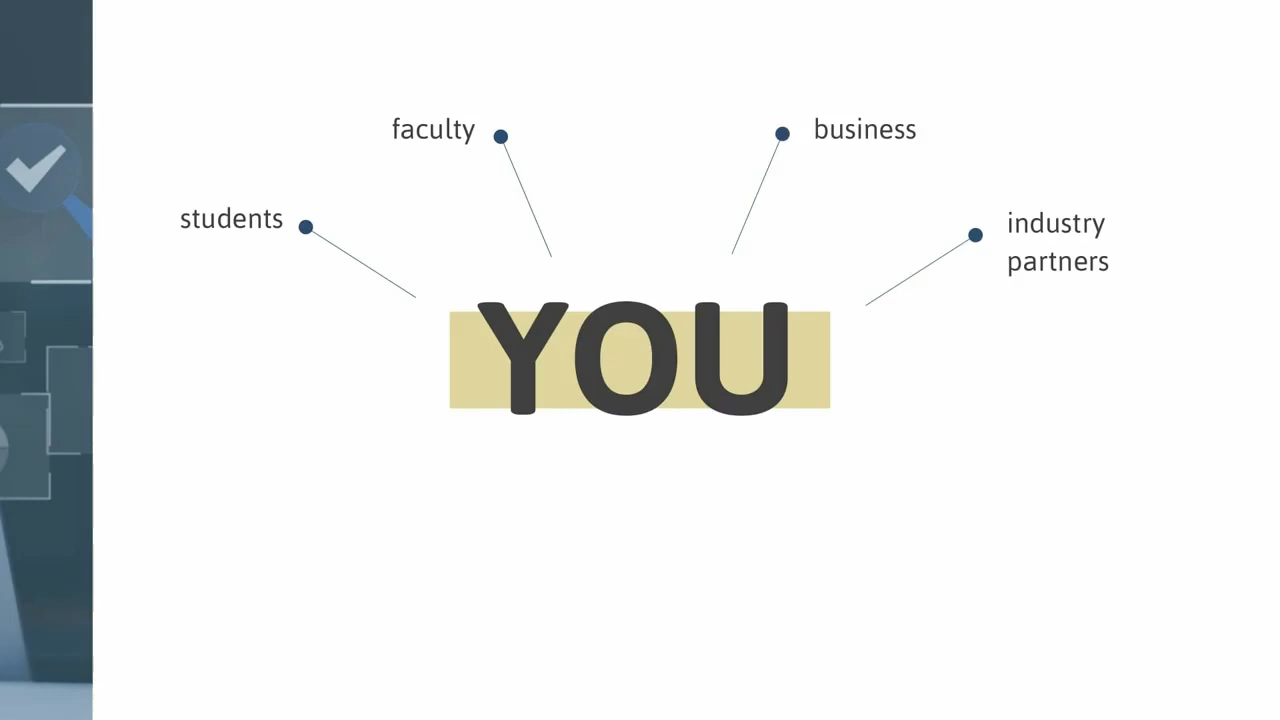 faculty
business
students
industry
partners
YOU